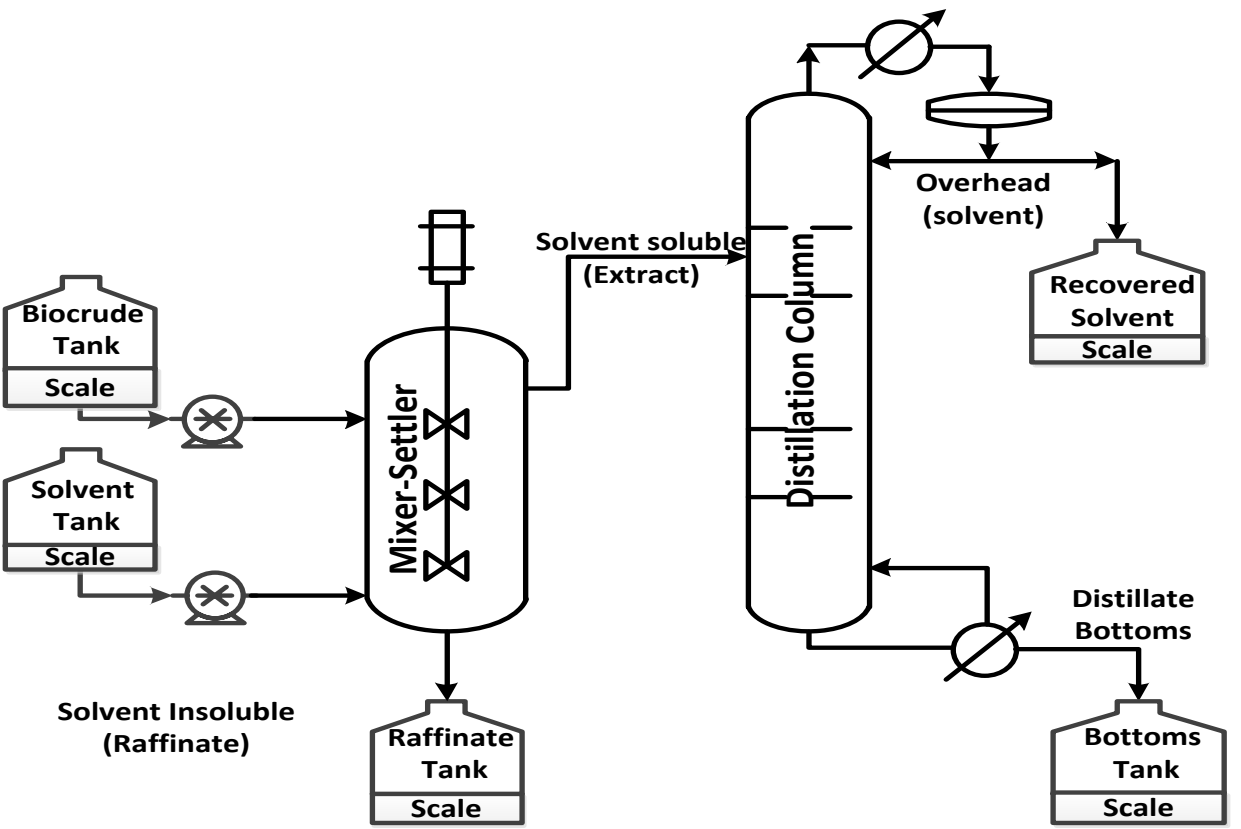 Biocrude
Tank
Scale
Solvent
Tank
Scale
Mixer-Settler
Solvent Insoluble
(Raffinate)
Raffinate
Tank
Scale
Solvent soluble
(Extract)
Distillation Column
Overhead
(solvent)
Recovered
Solvent
Scale
Distillate
Bottoms
Bottoms
Tank
Scale